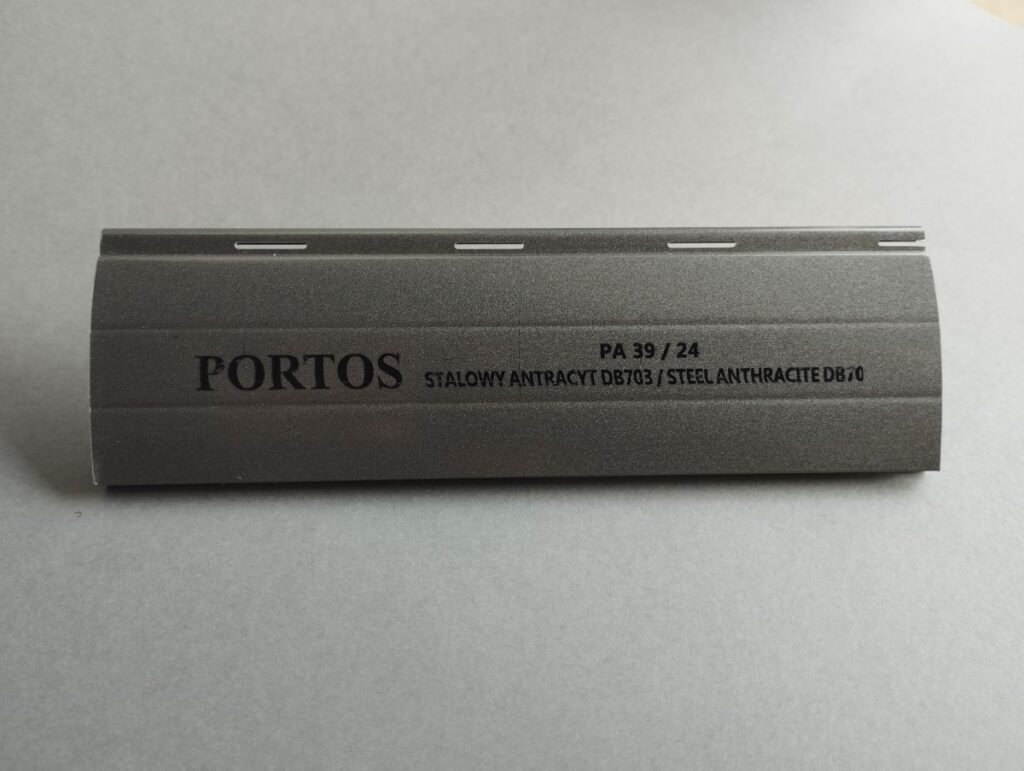 PORTOS
PA 39 / 24
STALOWY ANTRACYT DB703 / STEEL ANTHRACITE DB70